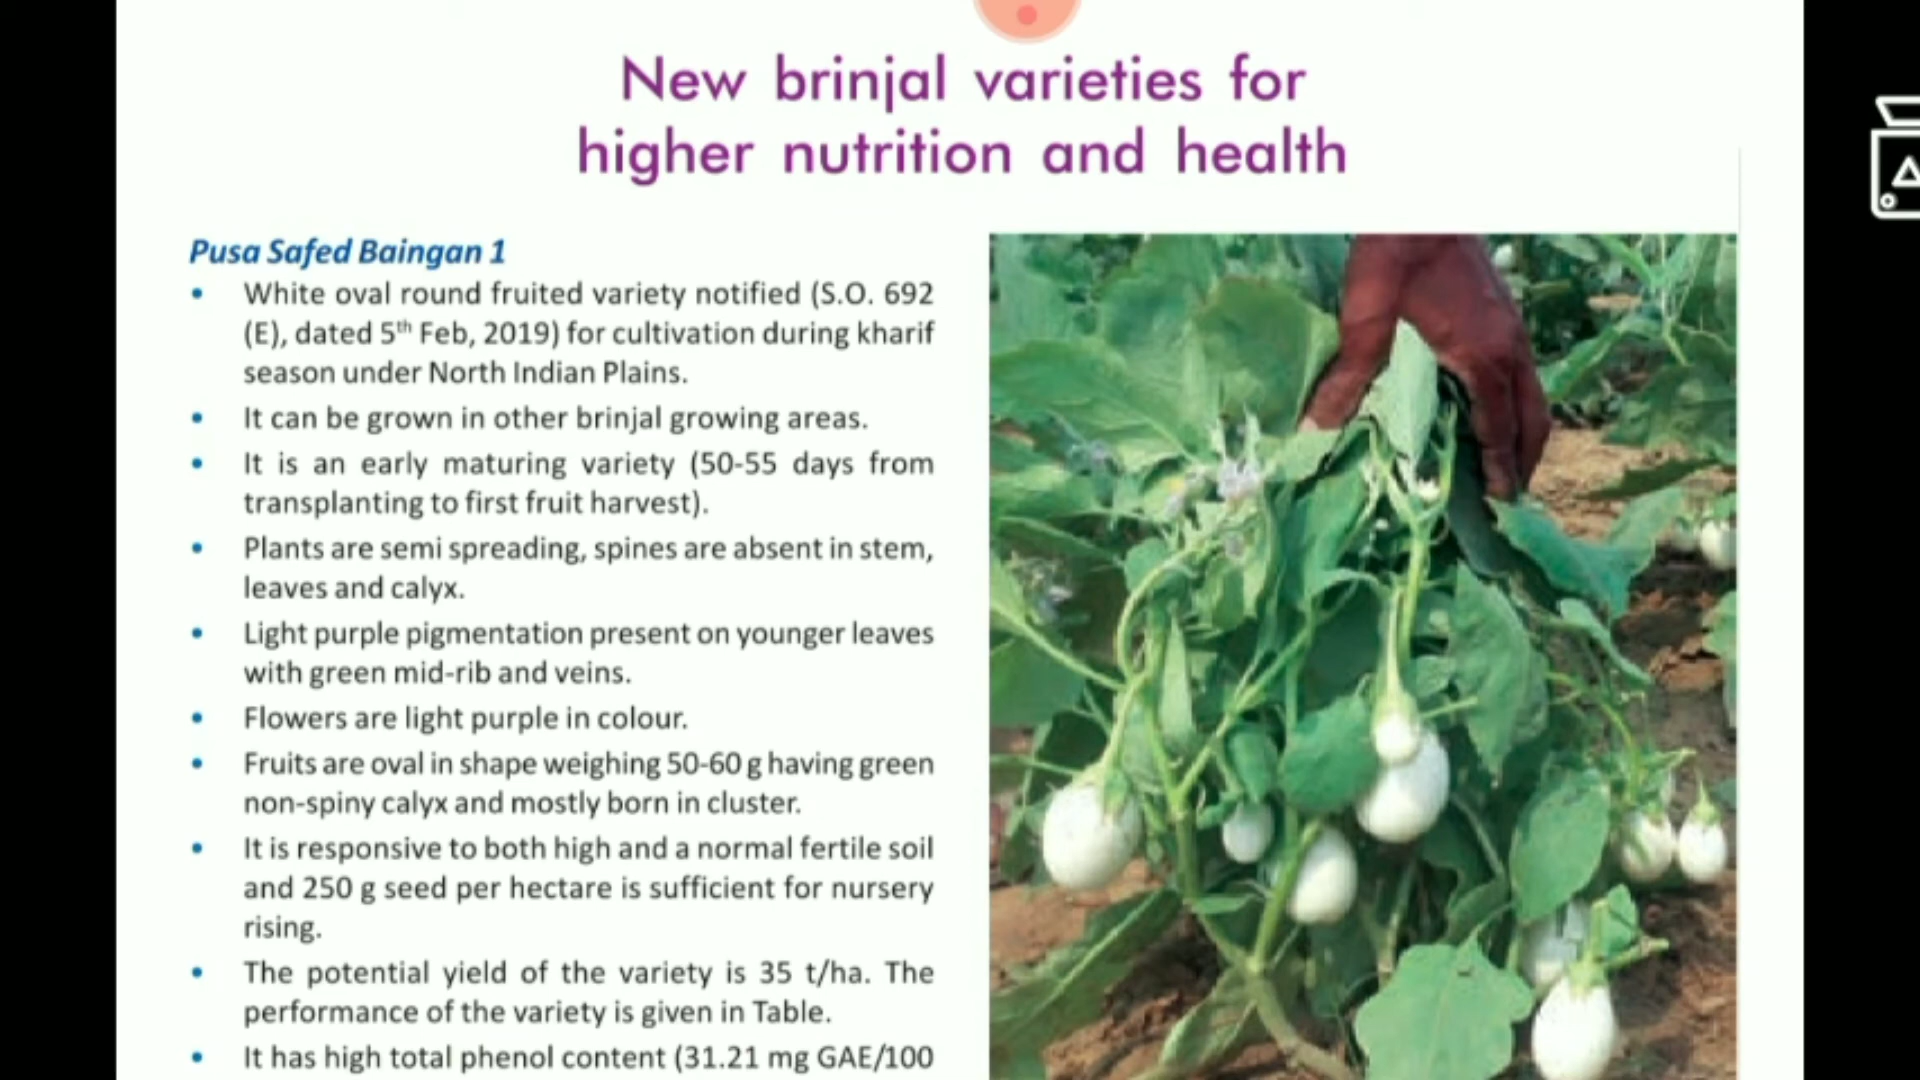 New brinjal varieties for
higher nutrition and health
Pusa Safed Baingan 1
• White oval round fruited variety notified (S.O. 692
(E), dated 5th Feb, 2019) for cultivation during kharif
season under North Indian Plains.
• It can be grown in other brinjal growing areas.
• It is an early maturing variety (50-55 days from
transplanting to first fruit harvest).
• Plants are semi spreading, spines are absent in stem,
leaves and calyx.
• Light purple pigmentation present on younger leaves
with green mid-rib and veins.
• Flowers are light purple in colour.
• Fruits are oval in shape weighing 50-60 g having green
non-spiny calyx and mostly born in cluster.
• It is responsive to both high and a normal fertile soil
and 250 g seed per hectare is sufficient for nursery
rising.
• The potential yield of the variety is 35 t/ha. The
performance of the variety is given in Table.
• It has high total phenol content (31.21 mg GAE/100